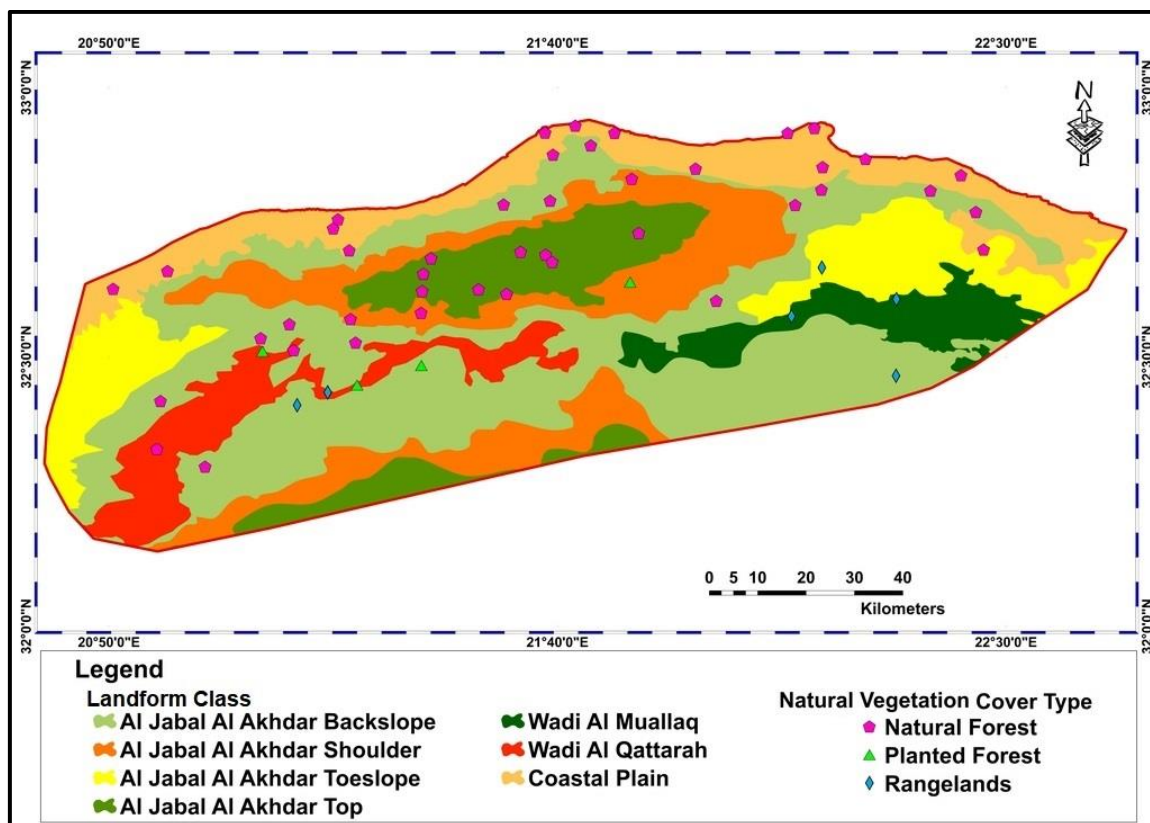 20°50'0"E 21°40'0"E 22°30'0"E
33°0'0"N 33°0'0"N
N
32°30'0"N 32°30'0"N
0 5 10 20 30 40
Kilometers
32°0'0"N 32°0'0"N
20°50'0"E 21°40'0"E 22°30'0"E
Legend
Landform Class
Al Jabal Al Akhdar Backslope
Al Jabal Al Akhdar Shoulder
Al Jabal Al Akhdar Toeslope
Al Jabal Al Akhdar Top
Wadi Al Muallaq
Wadi Al Qattarah
Coastal Plain
Natural Vegetation Cover Type
Natural Forest
Planted Forest
Rangelands